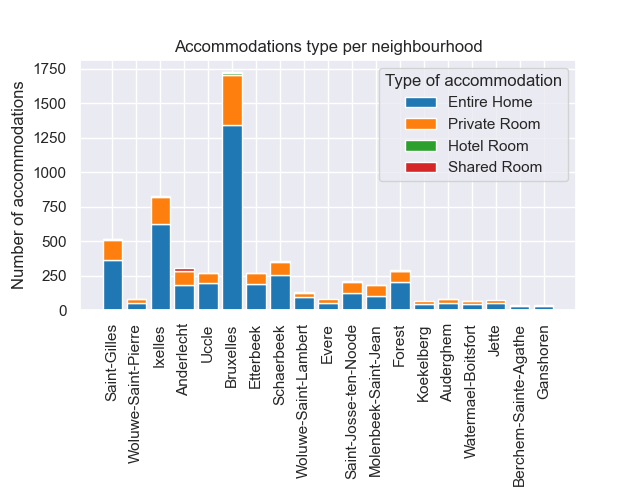 Accommodations type per neighbourhood
Number of accommodations
1750
1500
1250
1000
750
500
250
0
Type of accommodation
Entire Home
Private Room
Hotel Room
Shared Room
Saint-Gilles
Woluwe-Saint-Pierre
Ixelles
Anderlecht
Uccle
Bruxelles
Etterbeek
Schaerbeek
Woluwe-Saint-Lambert
Evere
Saint-Josse-ten-Noode
Molenbeek-Saint-Jean
Forest
Koekelberg
Auderghem
Watermael-Boitsfort
Jette
Berchem-Sainte-Agathe
Ganshoren